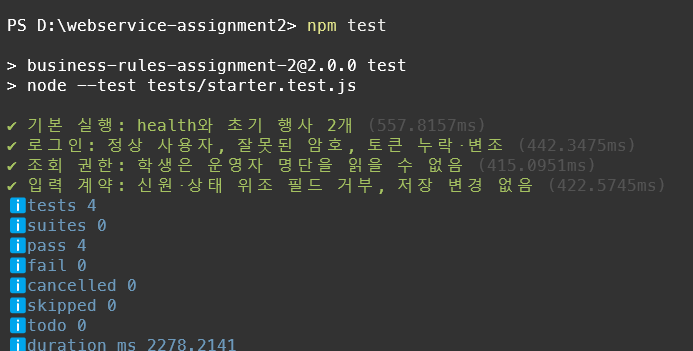 PS D:\webservice-assignment2> npm test
> business-rules-assignment-2@2.0.0 test
> node --test tests/starter.test.js
✔ 기본 실행: health와 초기 행사 2개 (557.8157ms)
✔ 로그인: 정상 사용자, 잘못된 암호, 토큰 누락·변조 (442.3475ms)
✔ 조회 권한: 학생은 운영자 명단을 읽을 수 없음 (415.0951ms)
✔ 입력 계약: 신원·상태 위조 필드 거부, 저장 변경 없음 (422.5745ms)
ℹ tests 4
ℹ suites 0
ℹ pass 4
ℹ fail 0
ℹ cancelled 0
ℹ skipped 0
ℹ todo 0
ℹ duration_ms 2278.2141